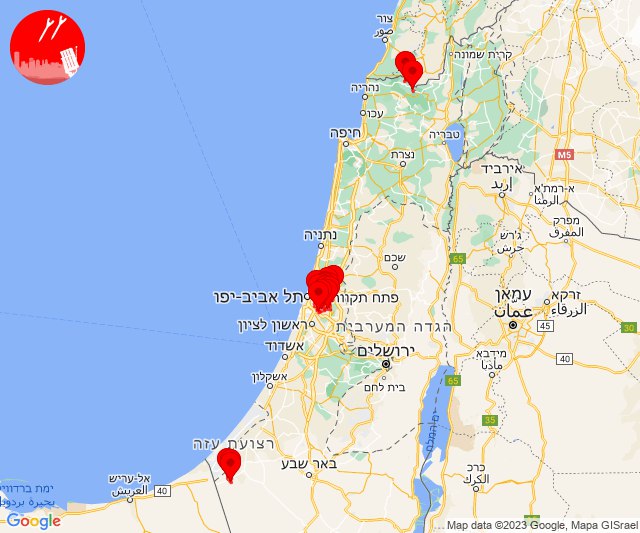 צור
صور
קרית שמונה
נהריה
עכו
חיפה
טבריה
נצרת
M5
אירביד
إربد
א-רמת'א
الرمثا
מפרק
المفرق
ג'רש
جرش
נתניה
שכם
65
תל אביב-יפו
פתח תקווה
עמאן
عمّان
זרקא
الزرقاء
ראשון לציון
הגדה המערבית
45
אשדוד
ירושלים
מידבא
مأدبا
40
אשקלון
בית לחם
65
ים המלח
35
רצועת עזה
באר שבע
כרכ
الكرك
אל-עריש
العريش
40
ימת ברדוויל
بحيرة بردويل
Google
Map data ©2023 Google, Mapa GISrael